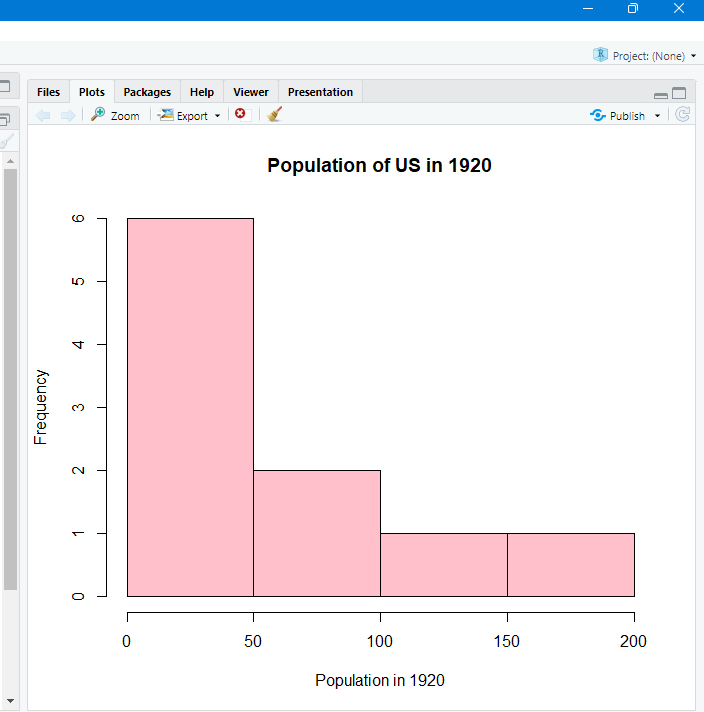 R Project: (None)
Files Plots Packages Help Viewer Presentation
Zoom Export Publish
Population of US in 1920
6
5
4
3
2
1
0
Frequency
0 50 100 150 200
Population in 1920